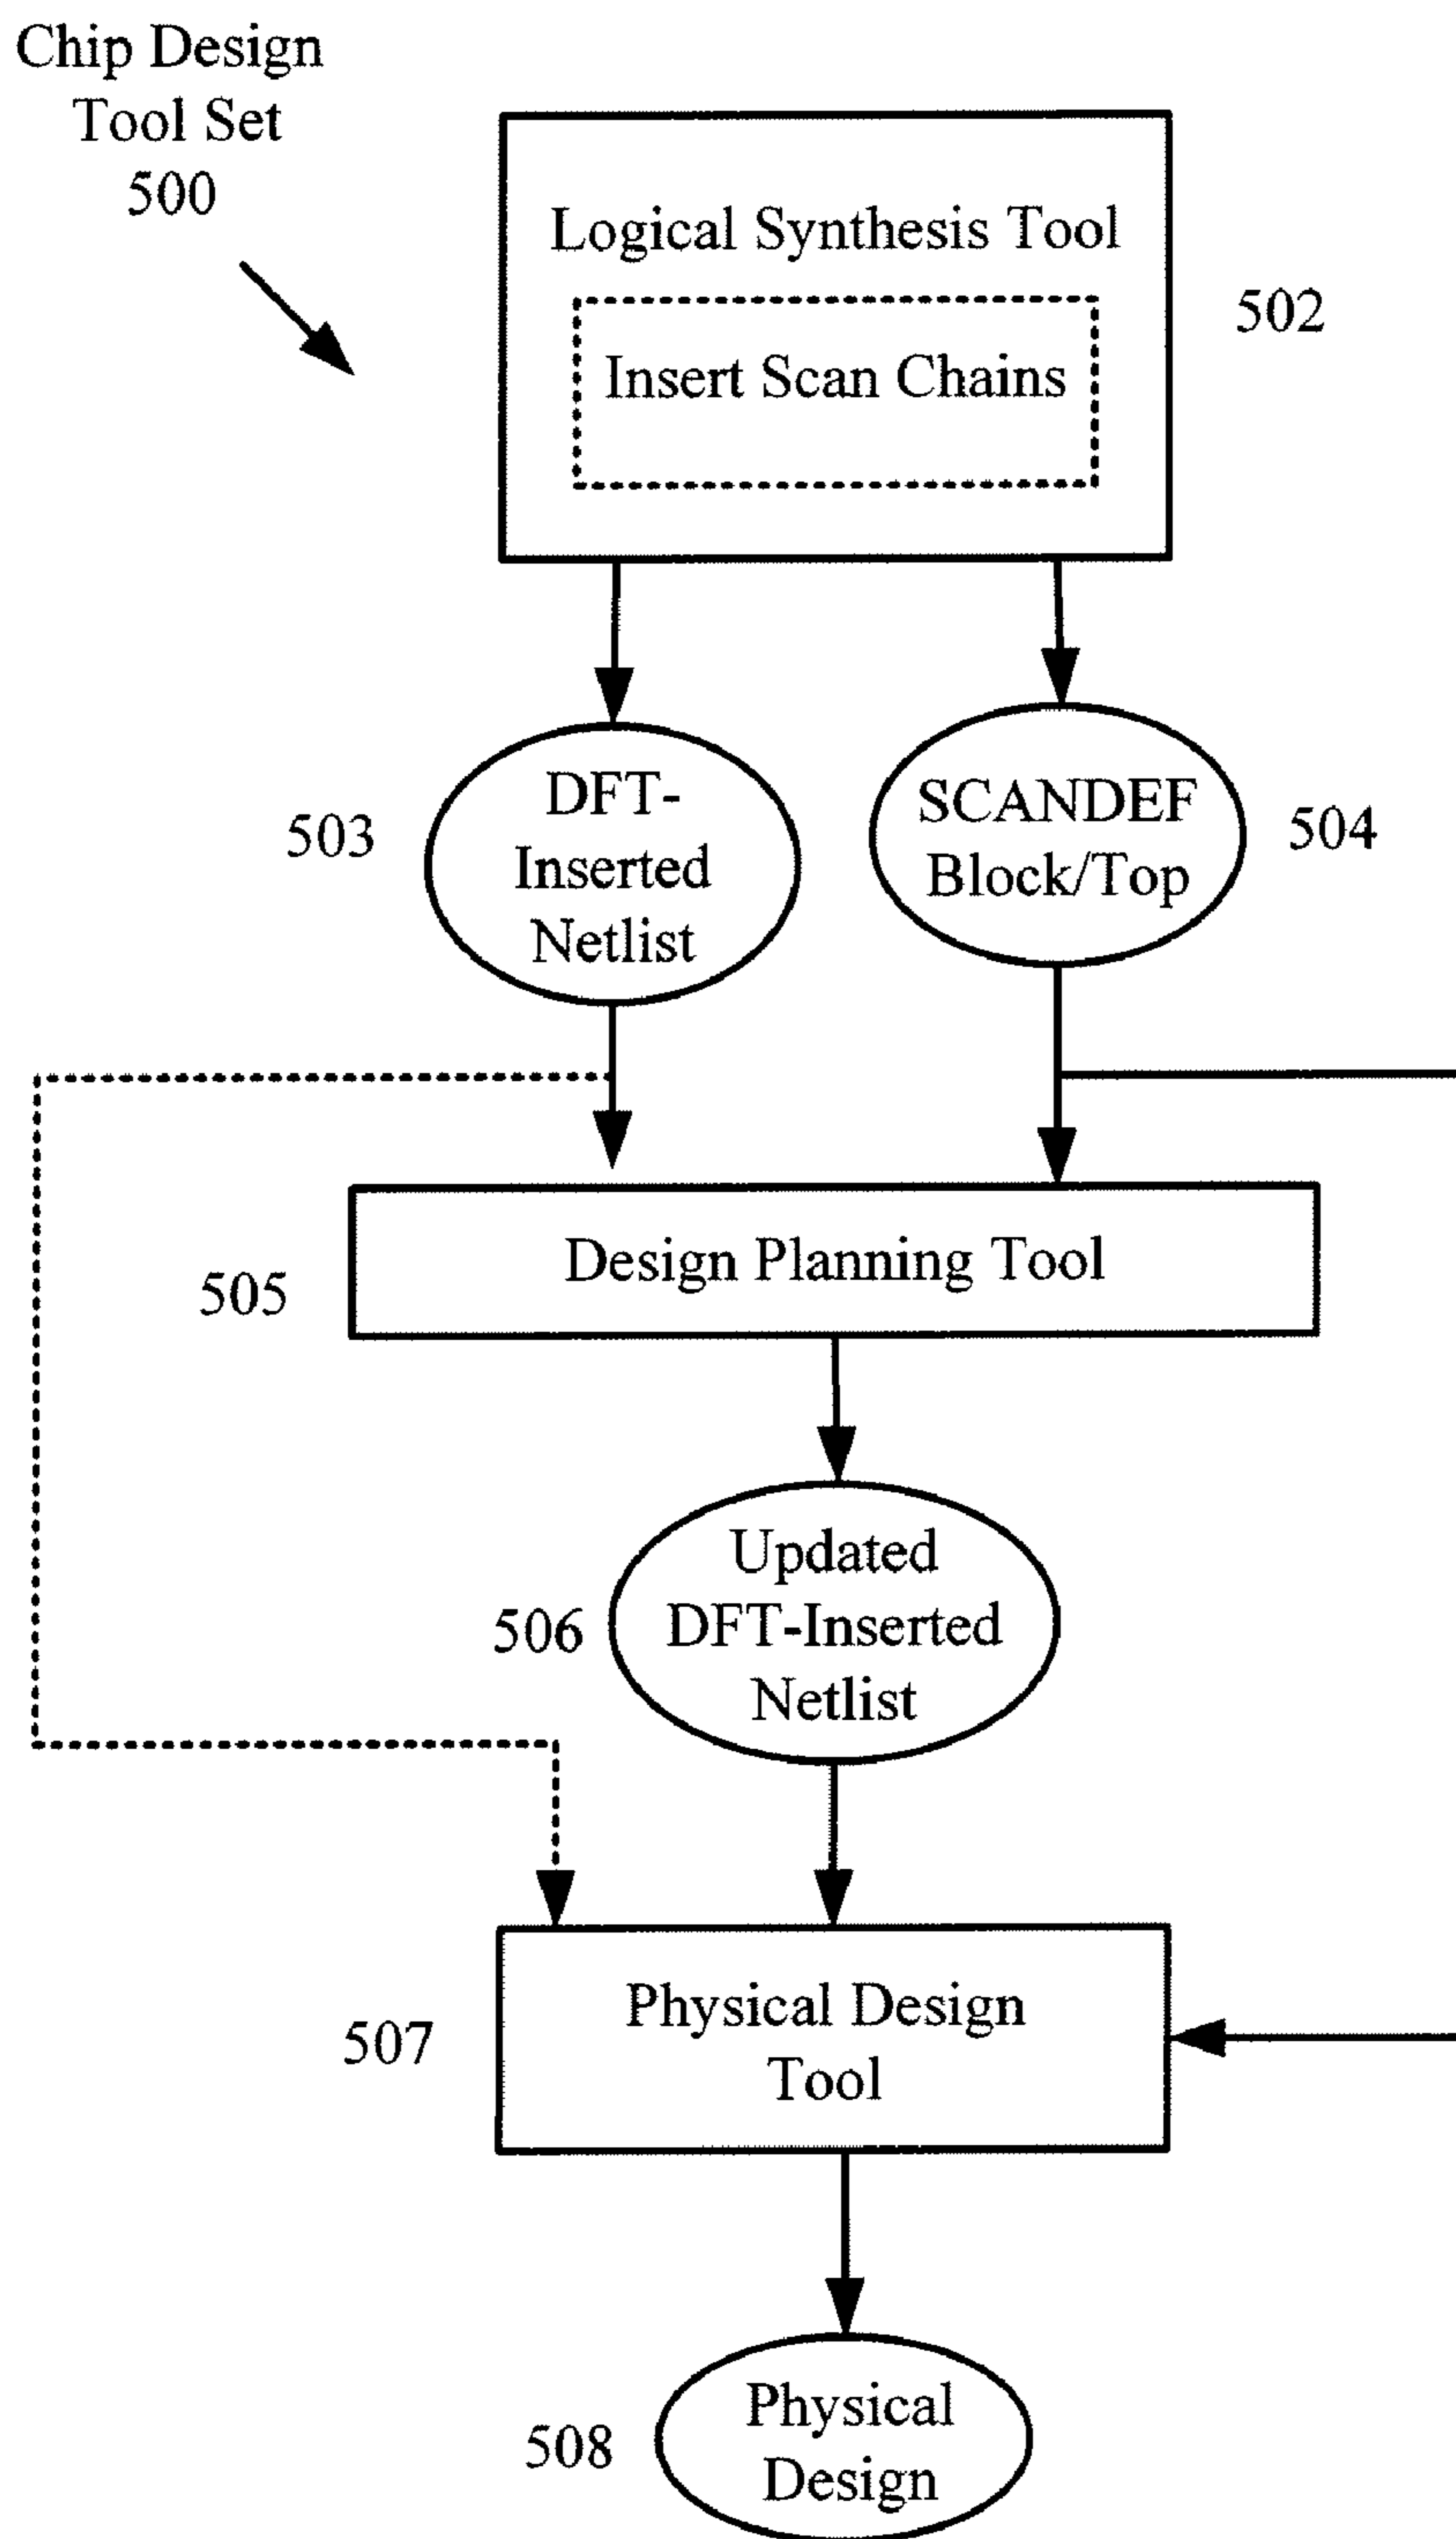 Chip Design
Tool Set
500
Logical Synthesis Tool
502
Insert Scan Chains
503
DFT-
Inserted
Netlist
SCANDEF
Block/Top
504
505
Design Planning Tool
506
Updated
DFT-Inserted
Netlist
507
Physical Design
Tool
508
Physical
Design